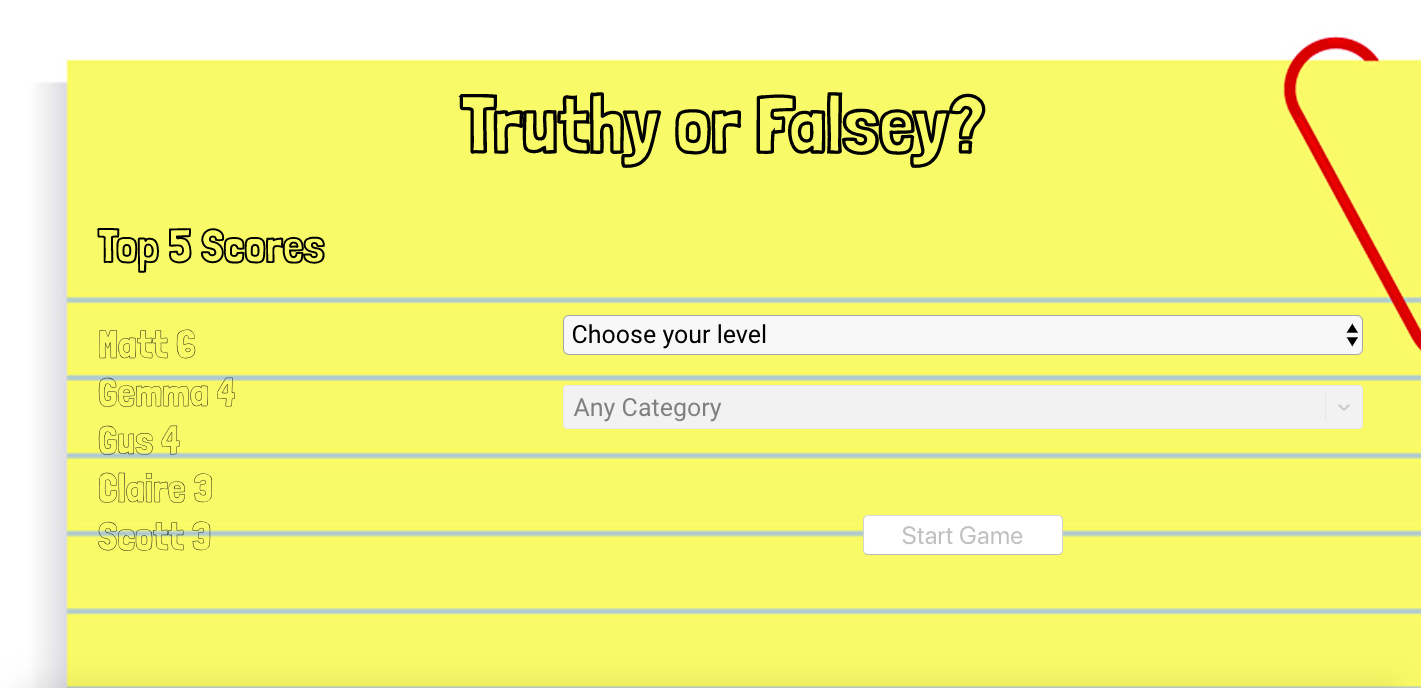 Truthy or Falsey?
Top 5 Scores
Matt 6
Gemma 4
Gus 4
Claire 3
Scott 3
Choose your level
Any Category
Start Game